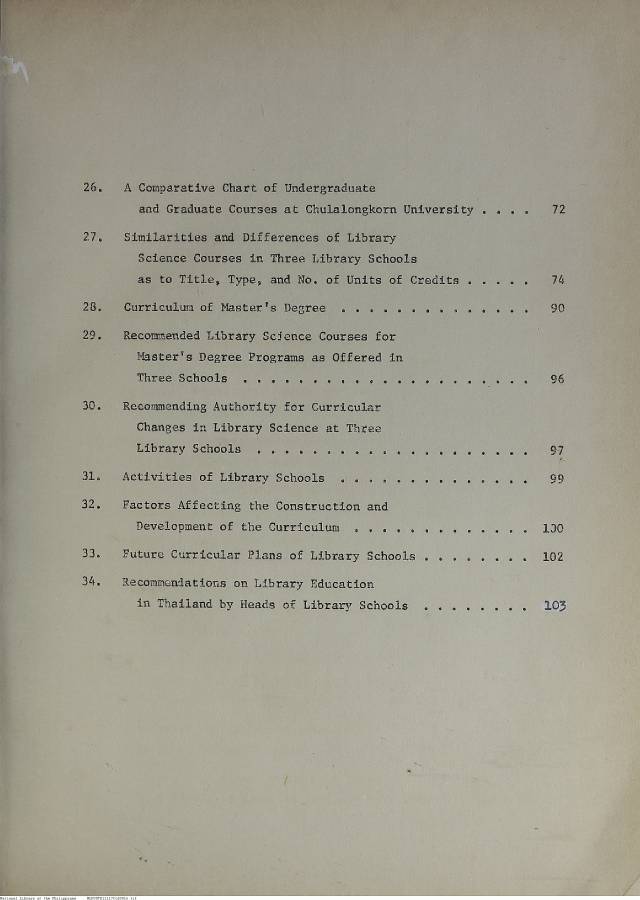 26. A Comparative Chart of Undergraduate
and Graduate Courses at Chulalongkorn University . . . . 72
27. Similarities and Differences of Library
Science Courses in Three Library Schools
as to Title, Type, and No. of Units of Credits . . . . . 74
28. Curriculum of Master's Degree . . . . . . . . . . . . . . 90
29. Recommended Library Science Courses for
Master's Degree Programs as Offered in
Three Schools . . . . . . . . . . . . . . . . . . . . . 96
30. Recommending Authority for Curricular
Changes in Library Science at Three
Library Schools . . . . . . . . . . . . . . . . . . . . 97
31. Activities of Library Schools . . . . . . . . . . . . . . 99
32. Factors Affecting the Construction and
Development of the Curriculum . . . . . . . . . . . . . 100
33. Future Curricular Plans of Library Schools . . . . . . . . 102
34. Recommendations on Library Education
in Thailand by Heads of Library Schools . . . . . . . . 103
National Library of the Philippines